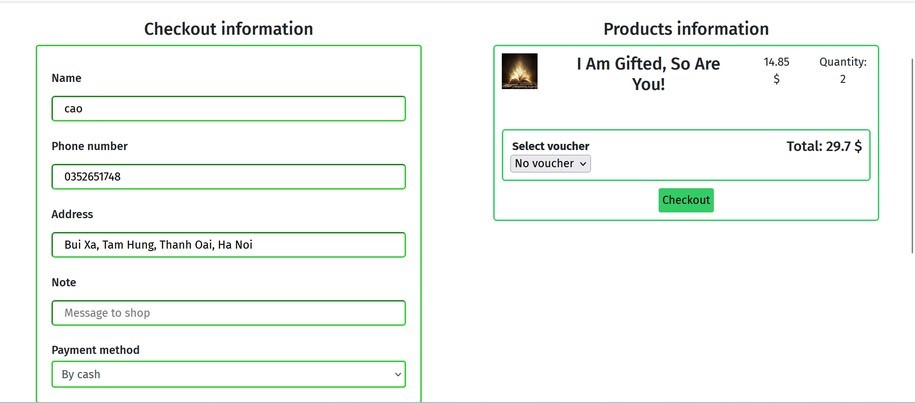 Checkout information
Name
cao
Phone number
0352651748
Address
Bui Xa, Tam Hung, Thanh Oai, Ha Noi
Note
Message to shop
Payment method
By cash
Products information
I Am Gifted, So Are
You!
14.85
$
Quantity:
2
Select voucher
No voucher
Total: 29.7 $
Checkout